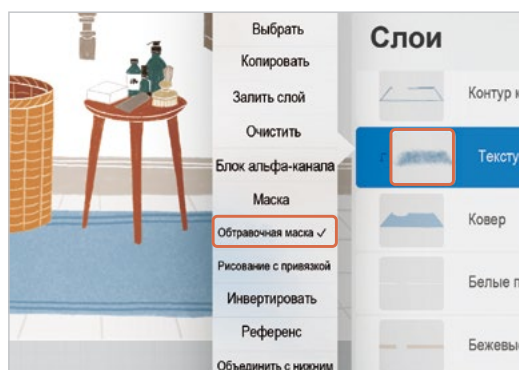 Выбрать
Копировать
Залить слой
Очистить
Блок альфа-канала
Маска
Обтравочная маска ✓
Рисование с привязкой
Инвертировать
Референс
Объединить с нижним
Слои
Контур к
Тексту
Ковер
Белые п
Бежевые